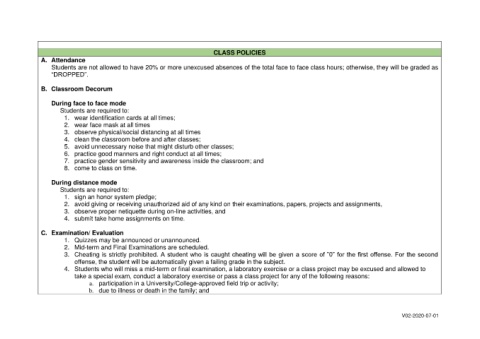 CLASS POLICIES
A. Attendance
Students are not allowed to have 20% or more unexcused absences of the total face to face class hours; otherwise, they will be graded as
"DROPPED".
B. Classroom Decorum
During face to face mode
Students are required to:
1. wear identification cards at all times;
2. wear face mask at all times
3. observe physical/social distancing at all times
4. clean the classroom before and after classes;
5. avoid unnecessary noise that might disturb other classes;
6. practice good manners and right conduct at all times;
7. practice gender sensitivity and awareness inside the classroom; and
8. come to class on time.
During distance mode
Students are required to:
1. sign an honor system pledge;
2. avoid giving or receiving unauthorized aid of any kind on their examinations, papers, projects and assignments,
3. observe proper netiquette during on-line activities, and
4. submit take home assignments on time.
C. Examination/ Evaluation
1. Quizzes may be announced or unannounced.
2. Mid-term and Final Examinations are scheduled.
3. Cheating is strictly prohibited. A student who is caught cheating will be given a score of "0" for the first offense. For the second
offense, the student will be automatically given a failing grade in the subject.
4. Students who will miss a mid-term or final examination, a laboratory exercise or a class project may be excused and allowed to
take a special exam, conduct a laboratory exercise or pass a class project for any of the following reasons:
a. participation in a University/College-approved field trip or activity;
b. due to illness or death in the family; and
V02-2020-07-01